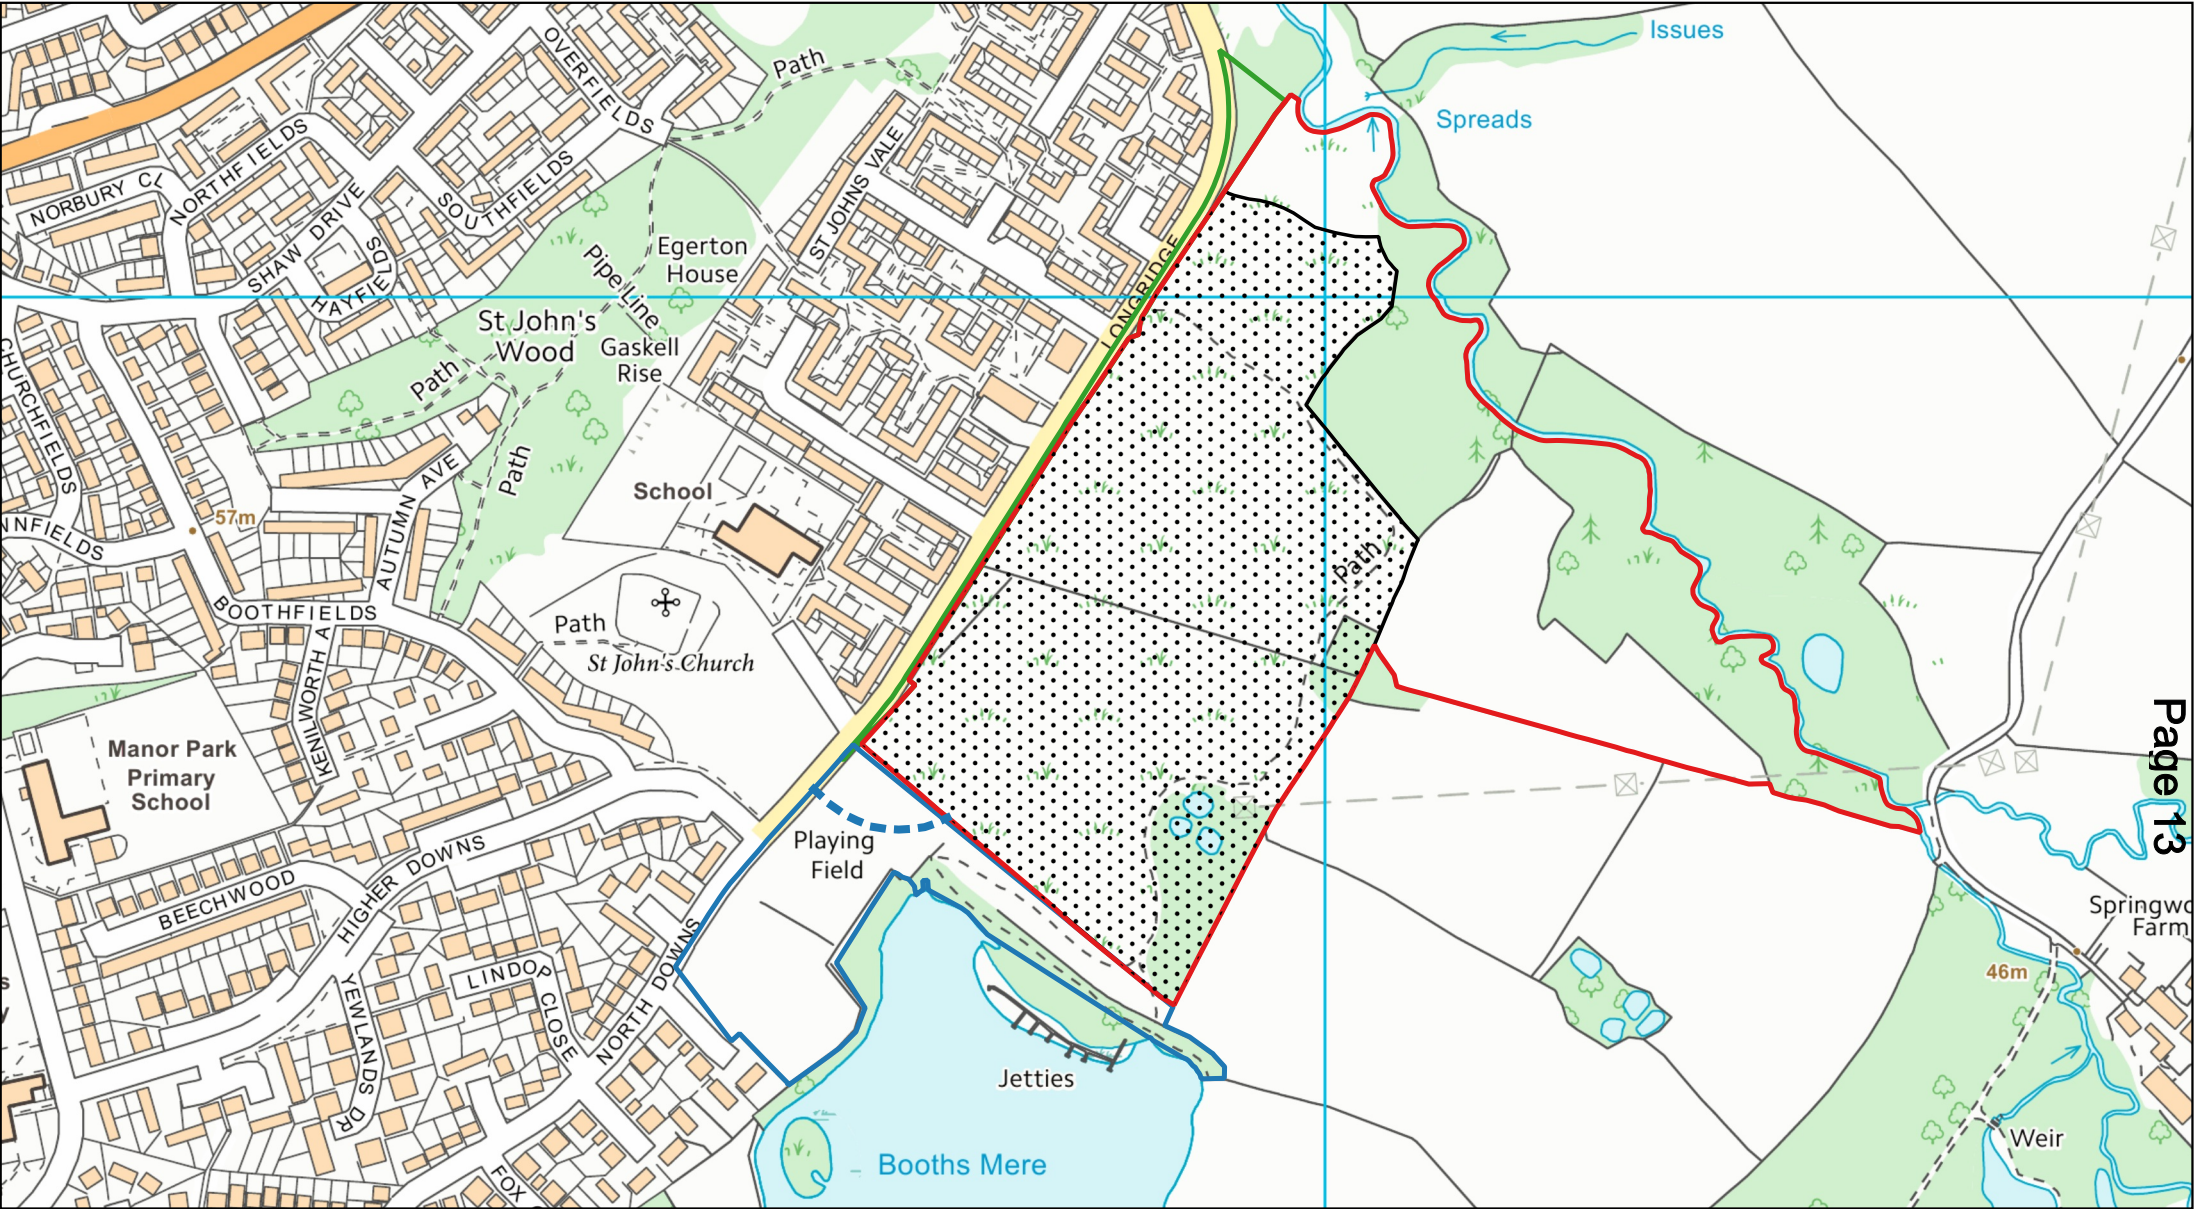 Issues
OVERFIELDS
Path
Spreads
NORTHFIELDS
NORBURY CL
SOUTHFIELDS
ST JOHNS VALE
SHAW DRIVE
Egerton
House
HAYFIELDS
Pipe Line
LONGRIDGE
St John's
Wood
Gaskell
Rise
Path
CHURCHFIELDS
Path
School
AUTUMN AVE
57m
NNFIELDS
Path
BOOTHFIELDS
Path
St John's Church
KENILWORTH A
Page 13
Manor Park
Primary
School
Playing
Field
HIGHER DOWNS
BEECHWOOD
Springwo
Farm
NORTH DOWNS
LINDOP
CLOSE
46m
s
y
YEWLANDS DR
Jetties
Weir
Booths Mere
FOX